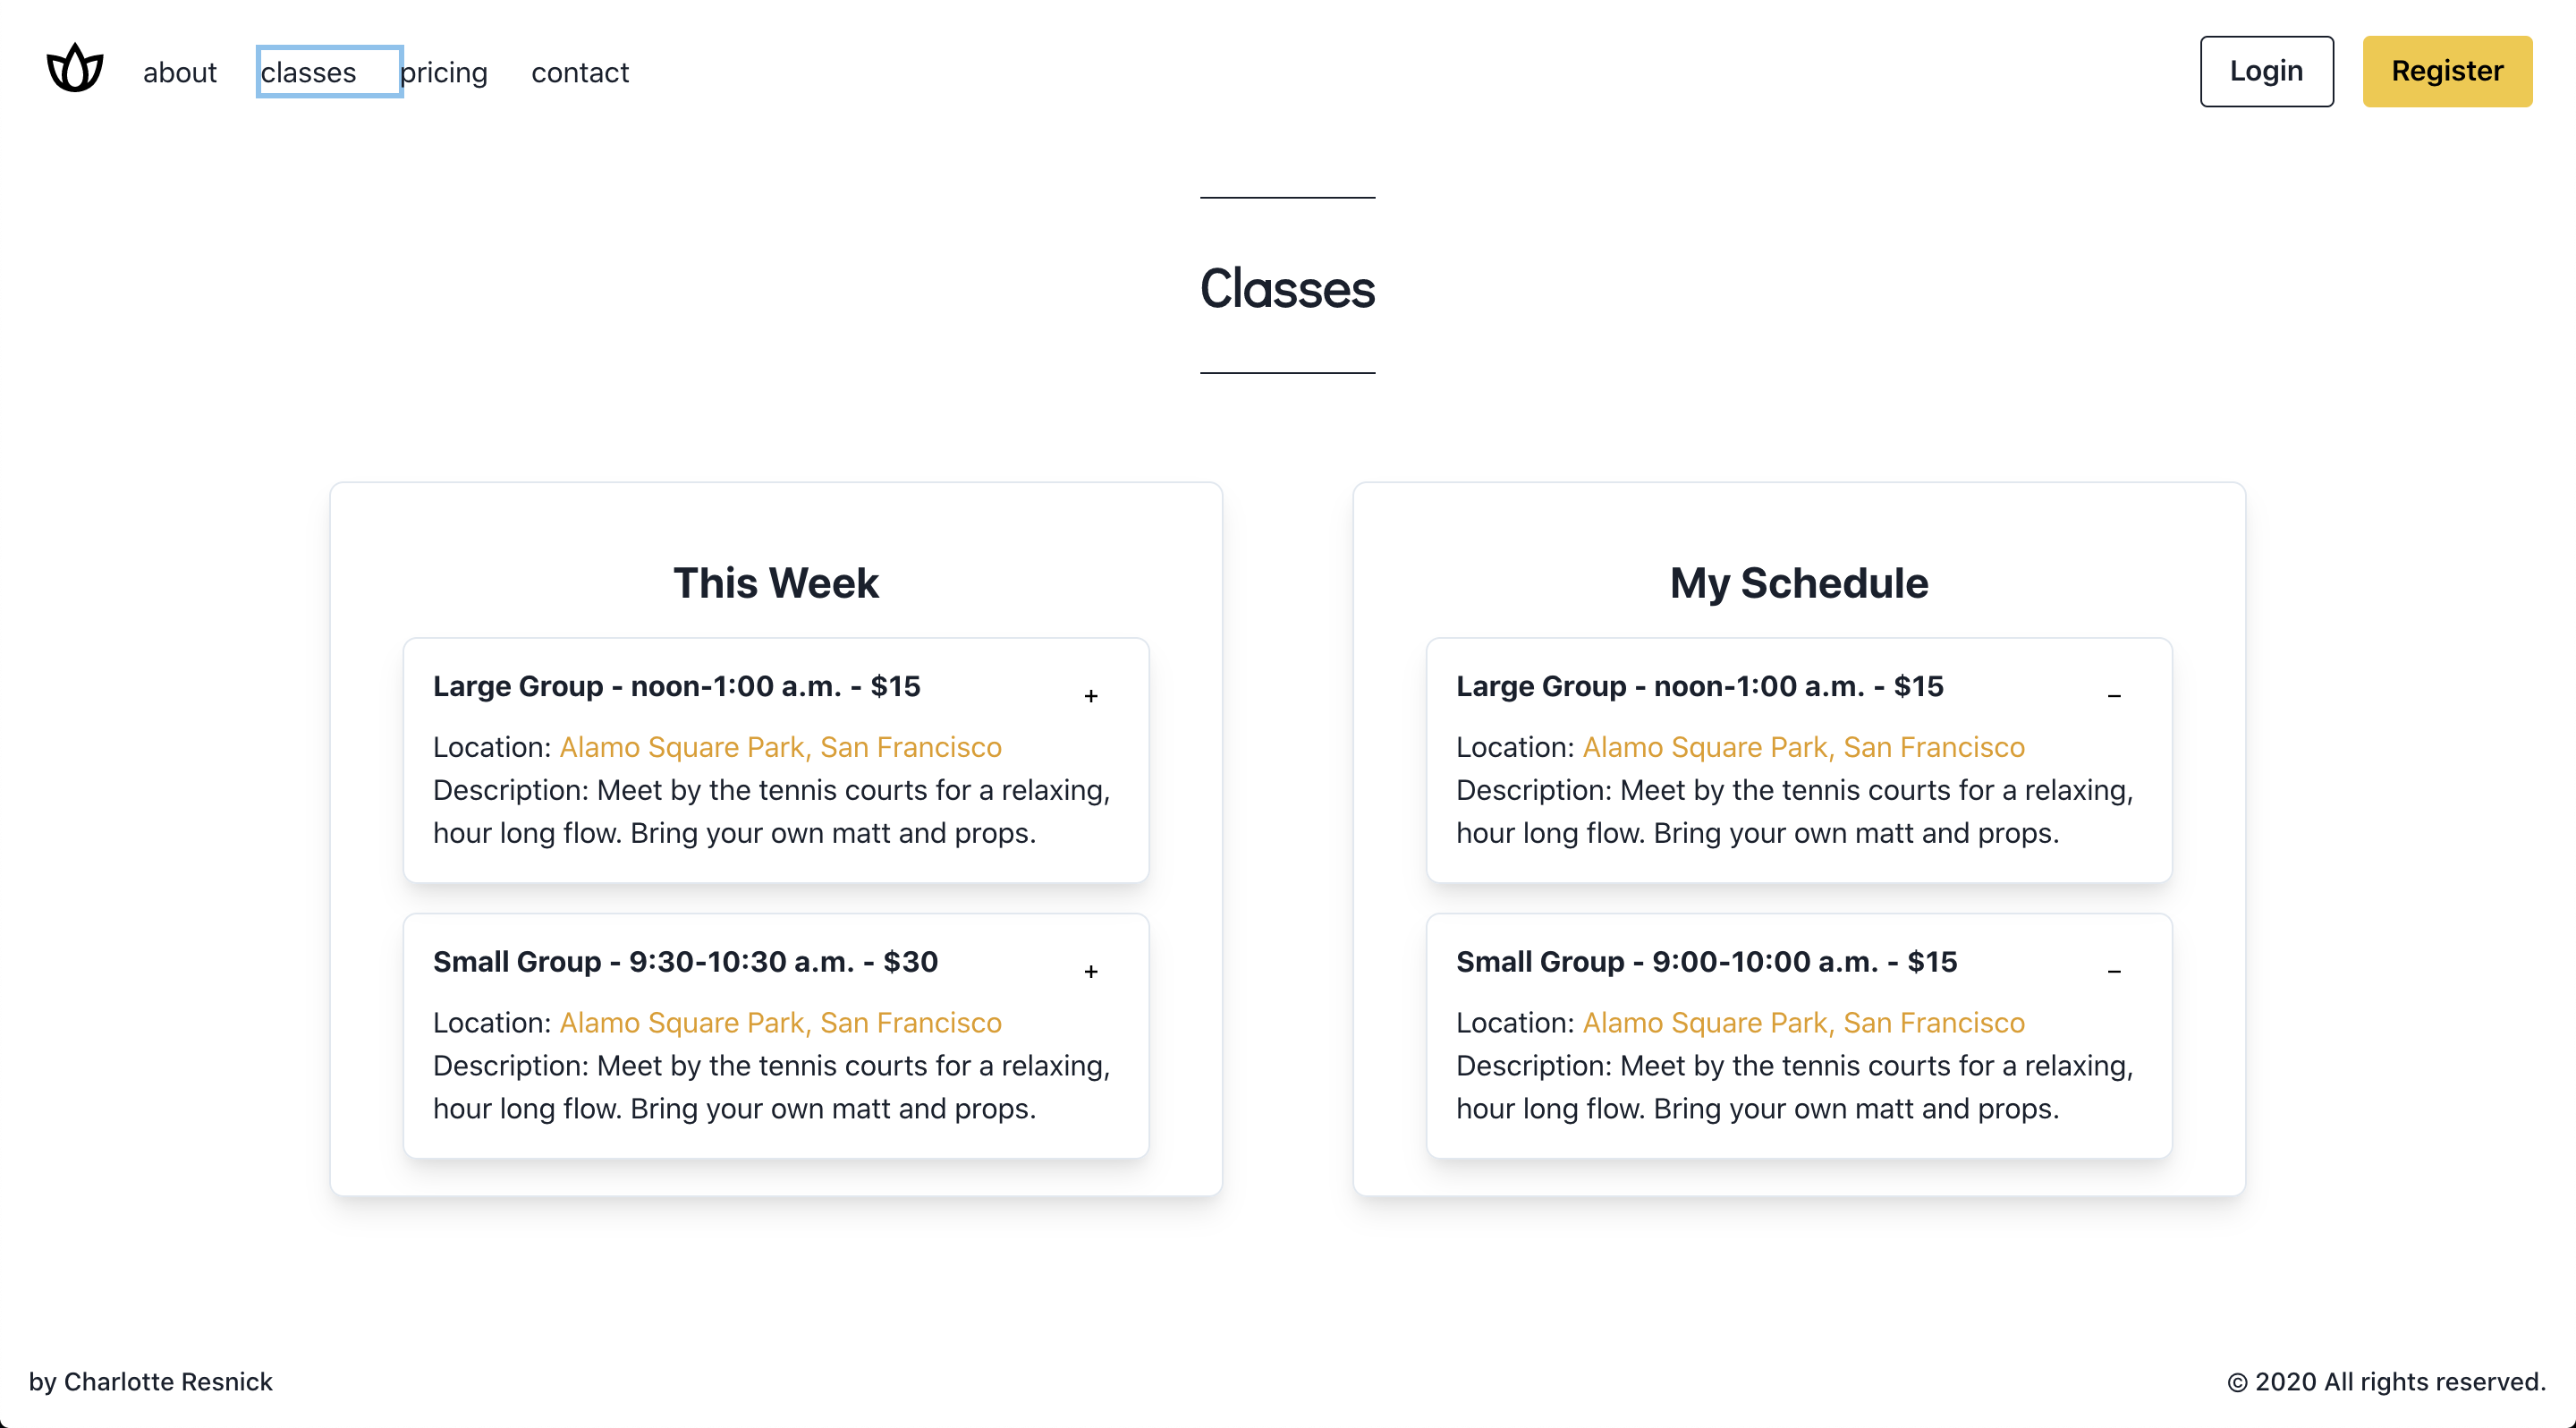 about classes pricing contact
Login Register
Classes
This Week
Large Group - noon-1:00 a.m. - $15 +
Location: Alamo Square Park, San Francisco
Description: Meet by the tennis courts for a relaxing,
hour long flow. Bring your own matt and props.
Small Group - 9:30-10:30 a.m. - $30 +
Location: Alamo Square Park, San Francisco
Description: Meet by the tennis courts for a relaxing,
hour long flow. Bring your own matt and props.
My Schedule
Large Group - noon-1:00 a.m. - $15 −
Location: Alamo Square Park, San Francisco
Description: Meet by the tennis courts for a relaxing,
hour long flow. Bring your own matt and props.
Small Group - 9:00-10:00 a.m. - $15 −
Location: Alamo Square Park, San Francisco
Description: Meet by the tennis courts for a relaxing,
hour long flow. Bring your own matt and props.
by Charlotte Resnick
© 2020 All rights reserved.